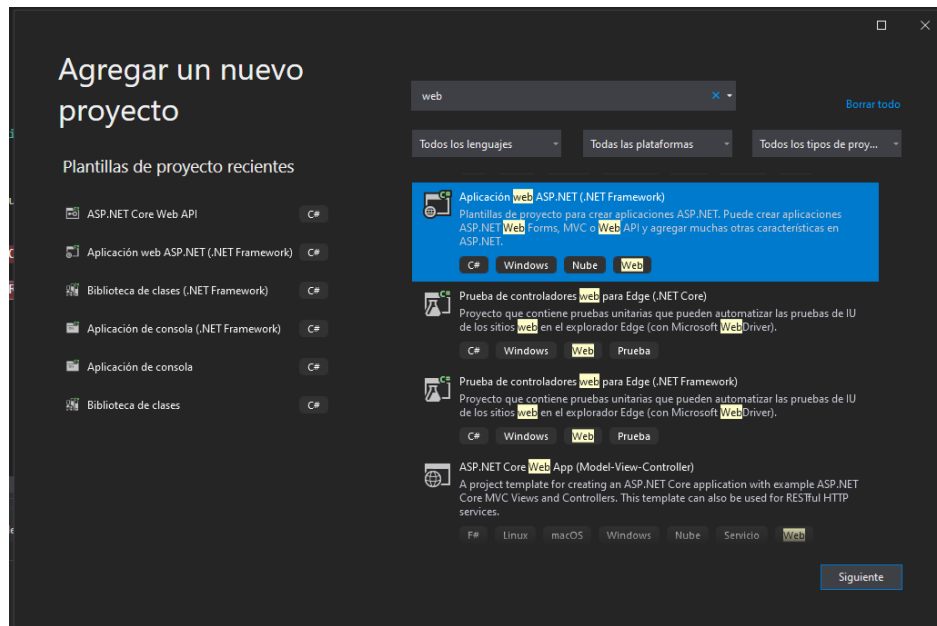 Agregar un nuevo
proyecto
Plantillas de proyecto recientes
ASP.NET Core Web API C#
Aplicación web ASP.NET (.NET Framework) C#
Biblioteca de clases (.NET Framework) C#
Aplicación de consola (.NET Framework) C#
Aplicación de consola C#
Biblioteca de clases C#
web
Borrar todo
Todos los lenguajes
Todas las plataformas
Todos los tipos de proy...
Aplicación web ASP.NET (.NET Framework)
Plantillas de proyecto para crear aplicaciones ASP.NET. Puede crear aplicaciones
ASP.NET Web Forms, MVC o Web API y agregar muchas otras características en
ASP.NET.
C# Windows Nube Web
Prueba de controladores web para Edge (.NET Core)
Proyecto que contiene pruebas unitarias que pueden automatizar las pruebas de IU
de los sitios web en el explorador Edge (con Microsoft WebDriver).
C# Windows Web Prueba
Prueba de controladores web para Edge (.NET Framework)
Proyecto que contiene pruebas unitarias que pueden automatizar las pruebas de IU
de los sitios web en el explorador Edge (con Microsoft WebDriver).
C# Windows Web Prueba
ASP.NET Core Web App (Model-View-Controller)
A project template for creating an ASP.NET Core application with example ASP.NET
Core MVC Views and Controllers. This template can also be used for RESTful HTTP
services.
F# Linux macOS Windows Nube Servicio Web
Siguiente